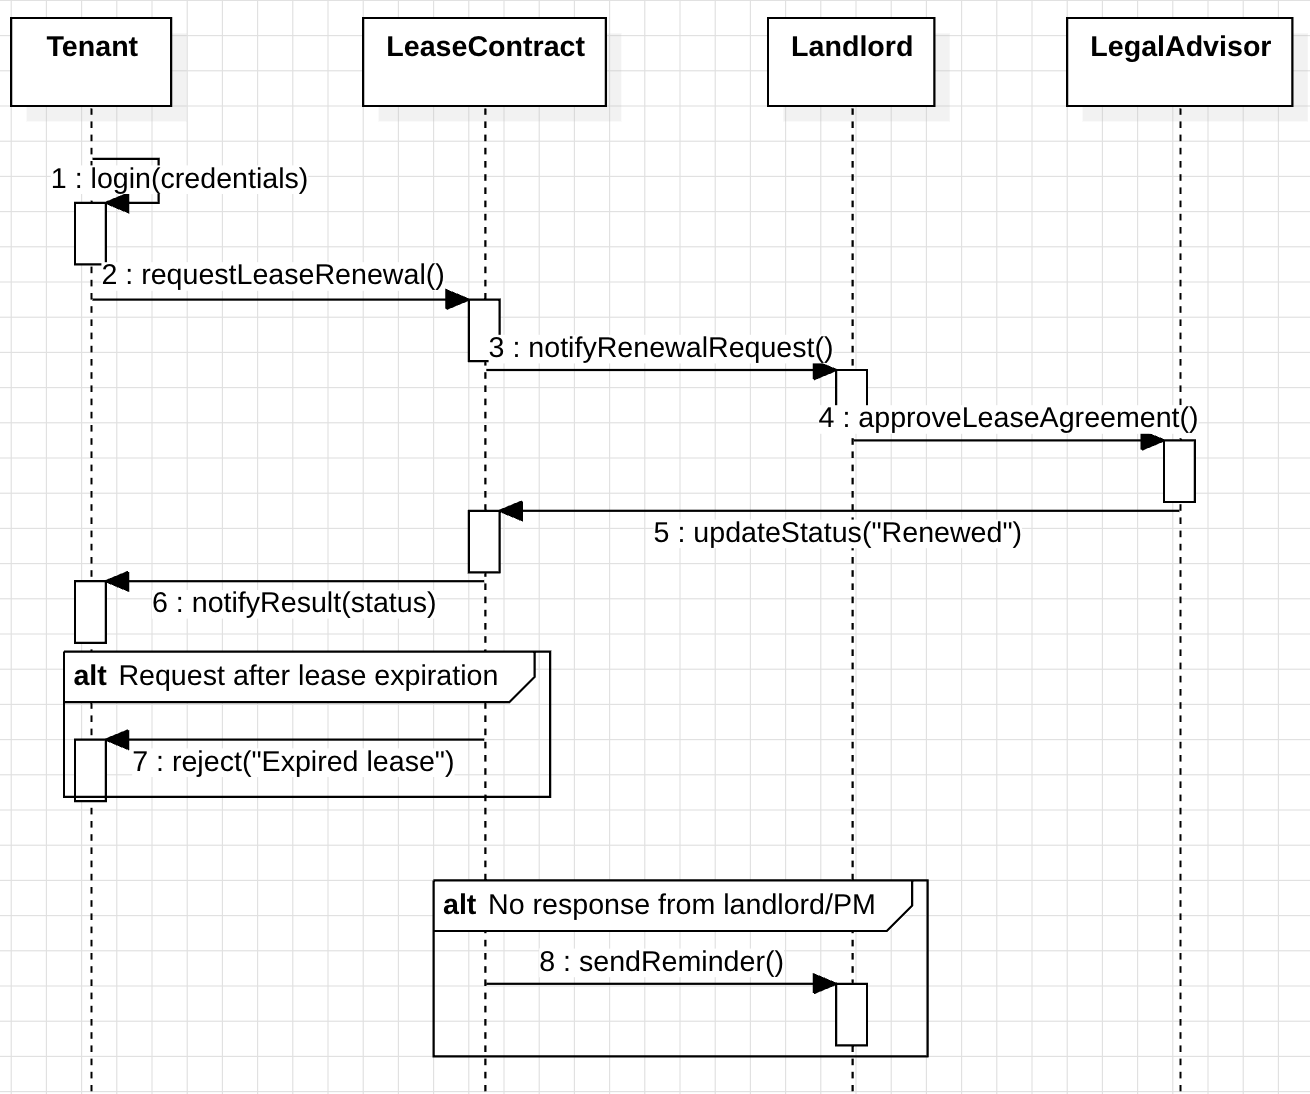 Tenant
LeaseContract
Landlord
LegalAdvisor
1 : login(credentials)
2 : requestLeaseRenewal()
3 : notifyRenewalRequest()
4 : approveLeaseAgreement()
5 : updateStatus("Renewed")
6 : notifyResult(status)
alt Request after lease expiration
7 : reject("Expired lease")
alt No response from landlord/PM
8 : sendReminder()